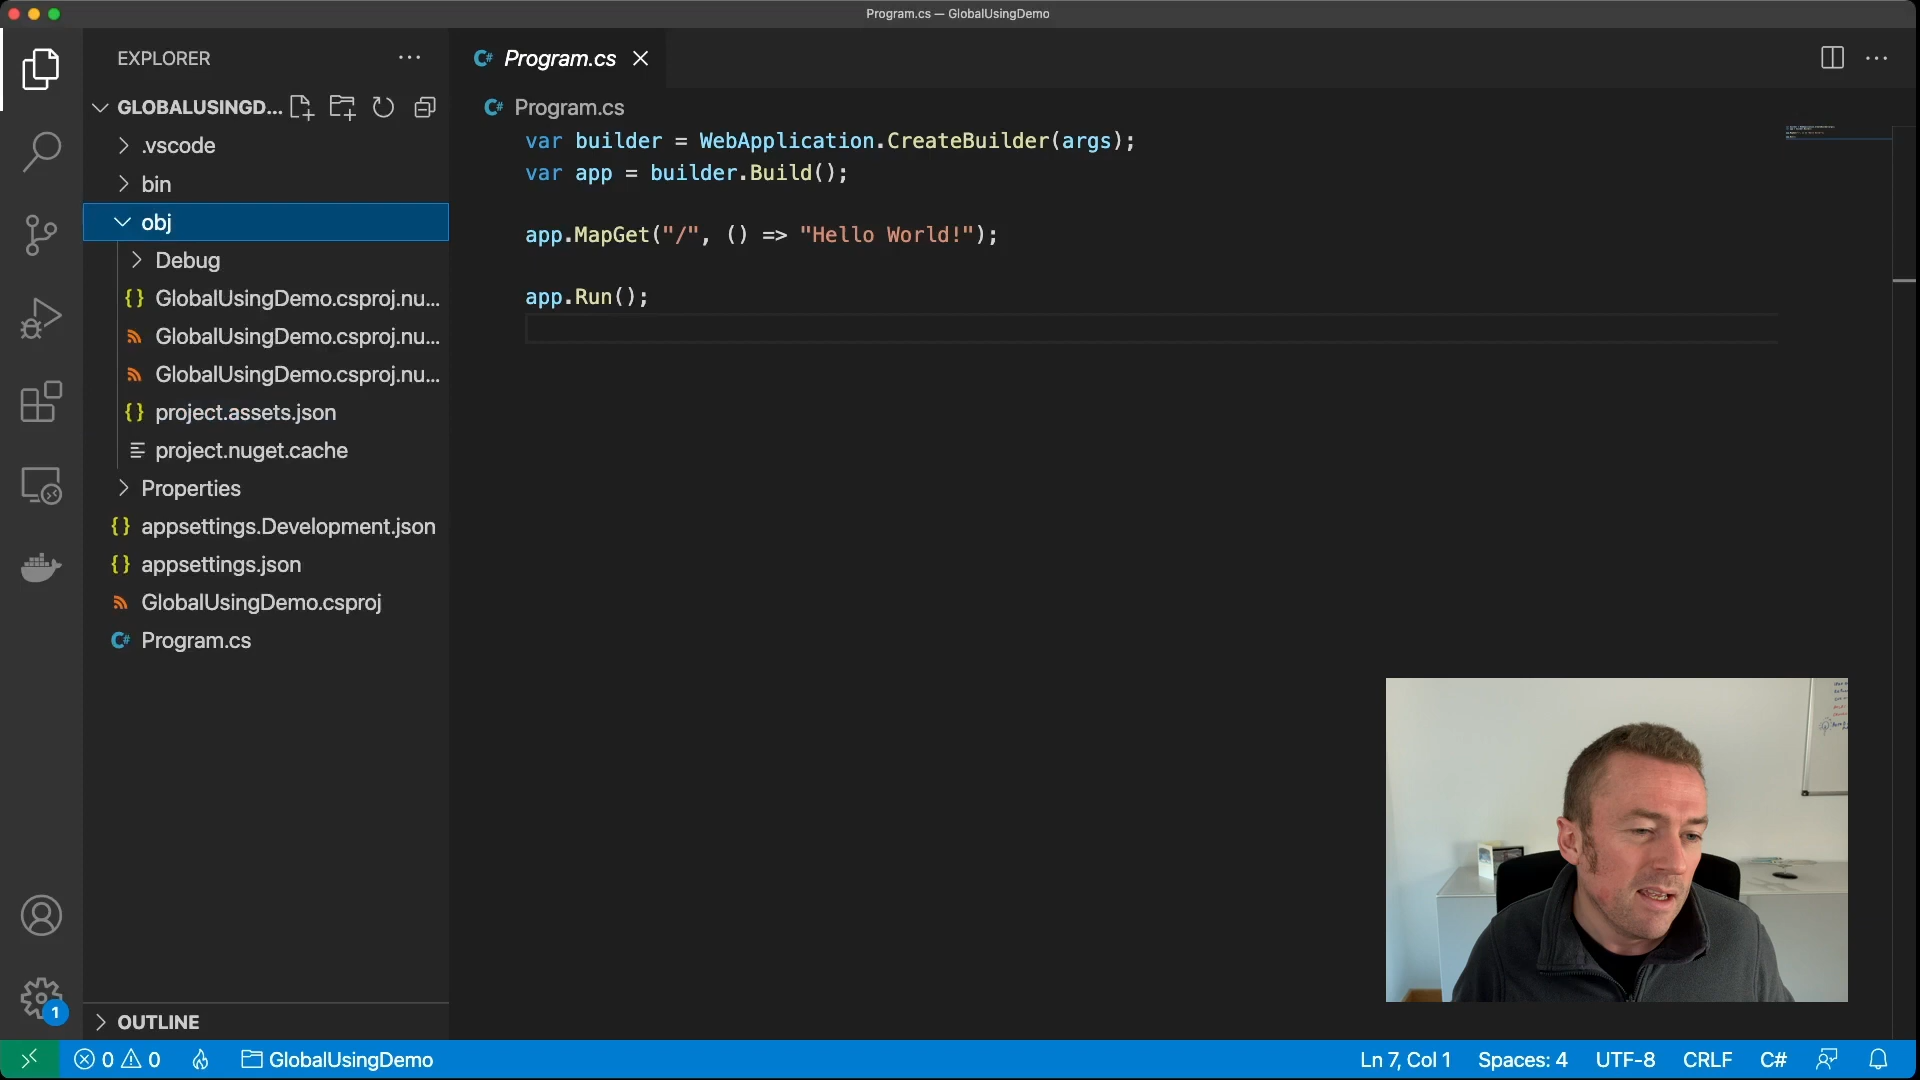 Program.cs — GlobalUsingDemo
EXPLORER
Program.cs
GLOBALUSINGD...
Program.cs
.vscode
bin
obj
Debug
GlobalUsingDemo.csproj.nu...
GlobalUsingDemo.csproj.nu...
GlobalUsingDemo.csproj.nu...
project.assets.json
project.nuget.cache
Properties
appsettings.Development.json
appsettings.json
GlobalUsingDemo.csproj
Program.cs
OUTLINE
var builder = WebApplication.CreateBuilder(args);
var app = builder.Build();
app.MapGet("/", () => "Hello World!");
app.Run();
1
0 0 GlobalUsingDemo Ln 7, Col 1 Spaces: 4 UTF-8 CRLF C#